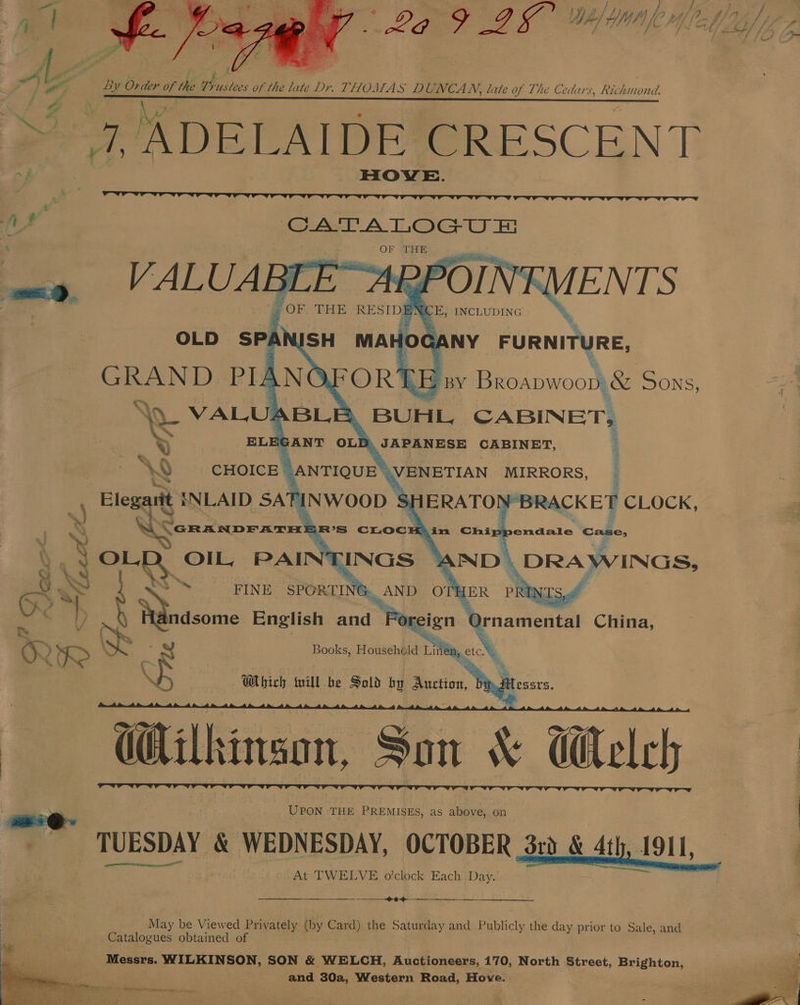 By Order of the Trustees of the late Dr. THOMAS DUNCAN, late of The Cedars, Richmond.
7, ADELAIDE CRESCENT
HOVE.
CATALOGUE
OF THE
VALUABLE APPOINTMENTS
OF THE RESIDENCE, INCLUDING
OLD SPANISH MAHOGANY FURNITURE,
GRAND PIANOFORTE BY BROADWOOD & SONS,
VALUABLE BUHL CABINET,
ELEGANT OLD JAPANESE CABINET,
CHOICE ANTIQUE VENETIAN MIRRORS,
Elegant INLAID SATINWOOD SHERATON BRACKET CLOCK,
GRANDFATHER'S CLOCK in Chippendale Case,
OLD OIL PAINTINGS AND DRAWINGS,
FINE SPORTING AND OTHER PRINTS,
Handsome English and Foreign Ornamental China,
Books, Household Linen, etc.
Which will be Sold by Auction, by Messrs.
Wilkinson, Son & Welch
UPON THE PREMISES, as above, on
TUESDAY & WEDNESDAY, OCTOBER 3rd & 4th, 1911,
At TWELVE o'clock Each Day.
May be Viewed Privately (by Card) the Saturday and Publicly the day prior to Sale, and
Catalogues obtained of
Messrs. WILKINSON, SON & WELCH, Auctioneers, 170, North Street, Brighton,
and 30a, Western Road, Hove.